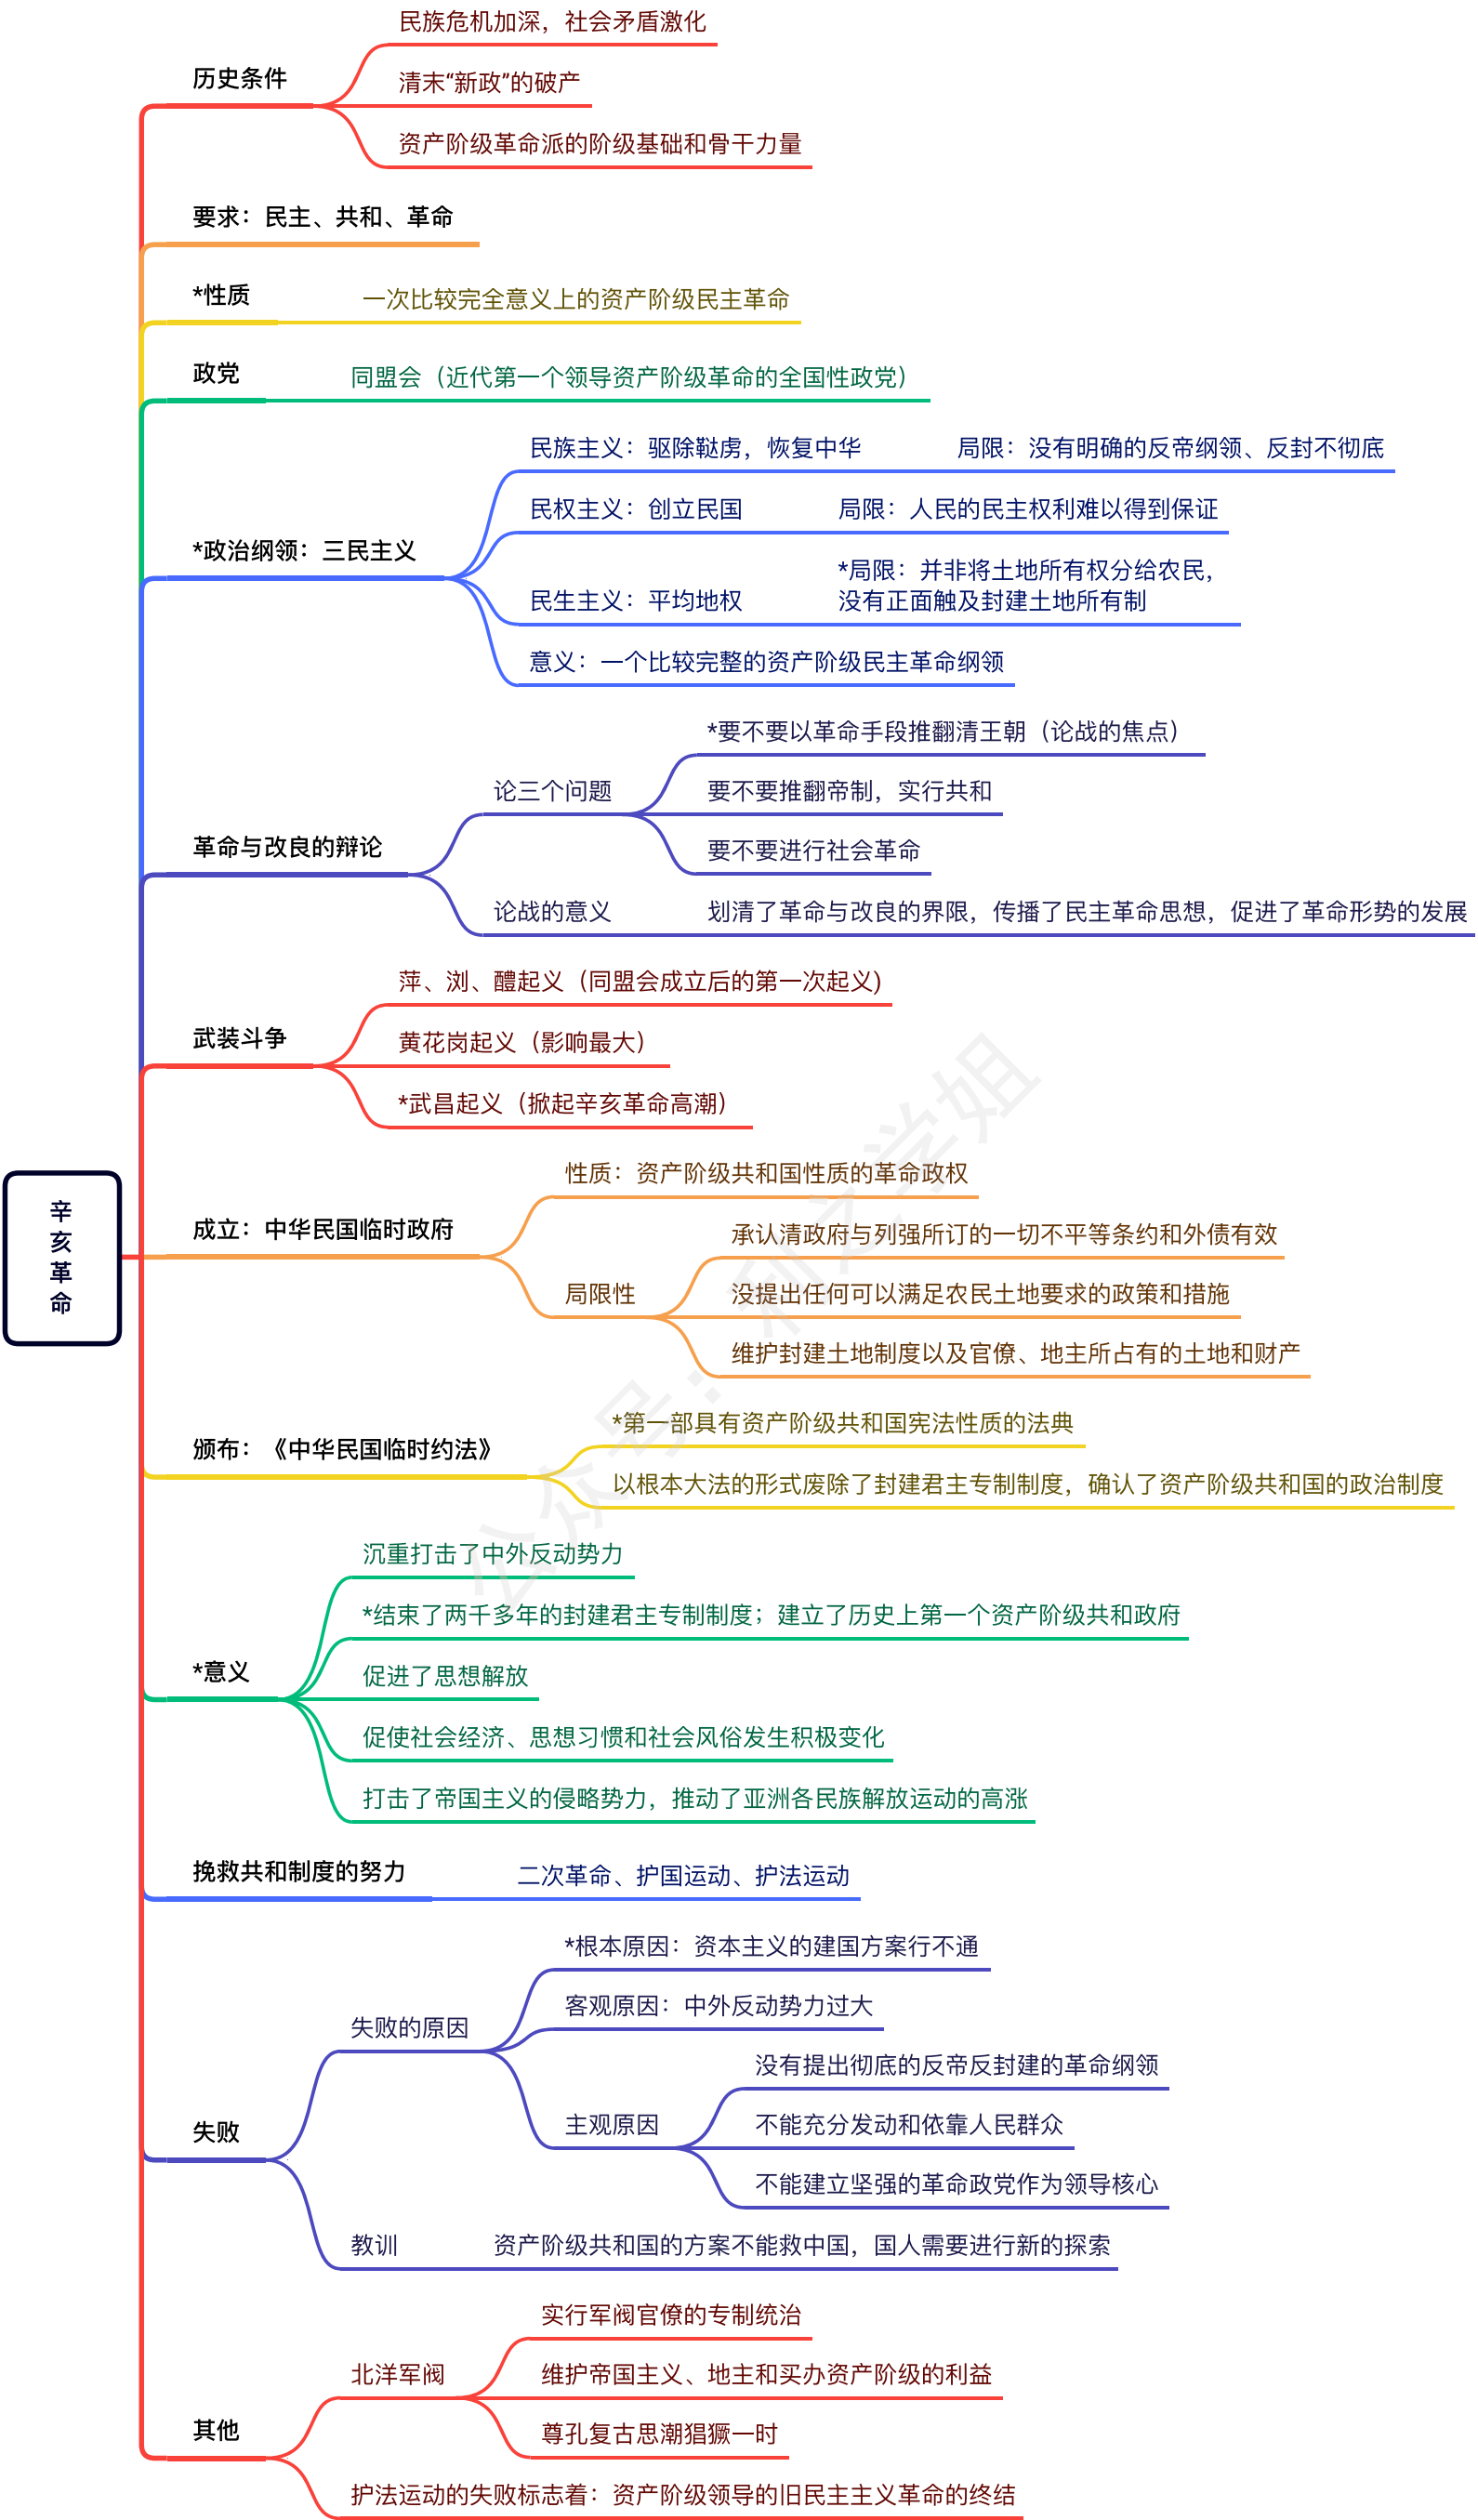 民族危机加深，社会矛盾激化
历史条件
清末“新政”的破产
资产阶级革命派的阶级基础和骨干力量
要求：民主、共和、革命
*性质
一次比较完全意义上的资产阶级民主革命
政党
同盟会（近代第一个领导资产阶级革命的全国性政党）
民族主义：驱除鞑虏，恢复中华
局限：没有明确的反帝纲领、反封不彻底
民权主义：创立民国
局限：人民的民主权利难以得到保证
*政治纲领：三民主义
民生主义：平均地权
*局限：并非将土地所有权分给农民，
没有正面触及封建土地所有制
意义：一个比较完整的资产阶级民主革命纲领
*要不要以革命手段推翻清王朝（论战的焦点）
论三个问题
要不要推翻帝制，实行共和
要不要进行社会革命
革命与改良的辩论
论战的意义
划清了革命与改良的界限，传播了民主革命思想，促进了革命形势的发展
萍、浏、醴起义（同盟会成立后的第一次起义)
武装斗争
黄花岗起义（影响最大）
*武昌起义（掀起辛亥革命高潮）
辛
亥
革
命
性质：资产阶级共和国性质的革命政权
成立：中华民国临时政府
承认清政府与列强所订的一切不平等条约和外债有效
局限性
没提出任何可以满足农民土地要求的政策和措施
维护封建土地制度以及官僚、地主所占有的土地和财产
*第一部具有资产阶级共和国宪法性质的法典
颁布：《中华民国临时约法》
以根本大法的形式废除了封建君主专制制度，确认了资产阶级共和国的政治制度
沉重打击了中外反动势力
*结束了两千多年的封建君主专制制度；建立了历史上第一个资产阶级共和政府
*意义
促进了思想解放
促使社会经济、思想习惯和社会风俗发生积极变化
打击了帝国主义的侵略势力，推动了亚洲各民族解放运动的高涨
挽救共和制度的努力
二次革命、护国运动、护法运动
*根本原因：资本主义的建国方案行不通
失败的原因
客观原因：中外反动势力过大
没有提出彻底的反帝反封建的革命纲领
主观原因
不能充分发动和依靠人民群众
不能建立坚强的革命政党作为领导核心
失败
教训
资产阶级共和国的方案不能救中国，国人需要进行新的探索
实行军阀官僚的专制统治
北洋军阀
维护帝国主义、地主和买办资产阶级的利益
尊孔复古思潮猖獗一时
其他
护法运动的失败标志着：资产阶级领导的旧民主主义革命的终结
公众号：利之学姐